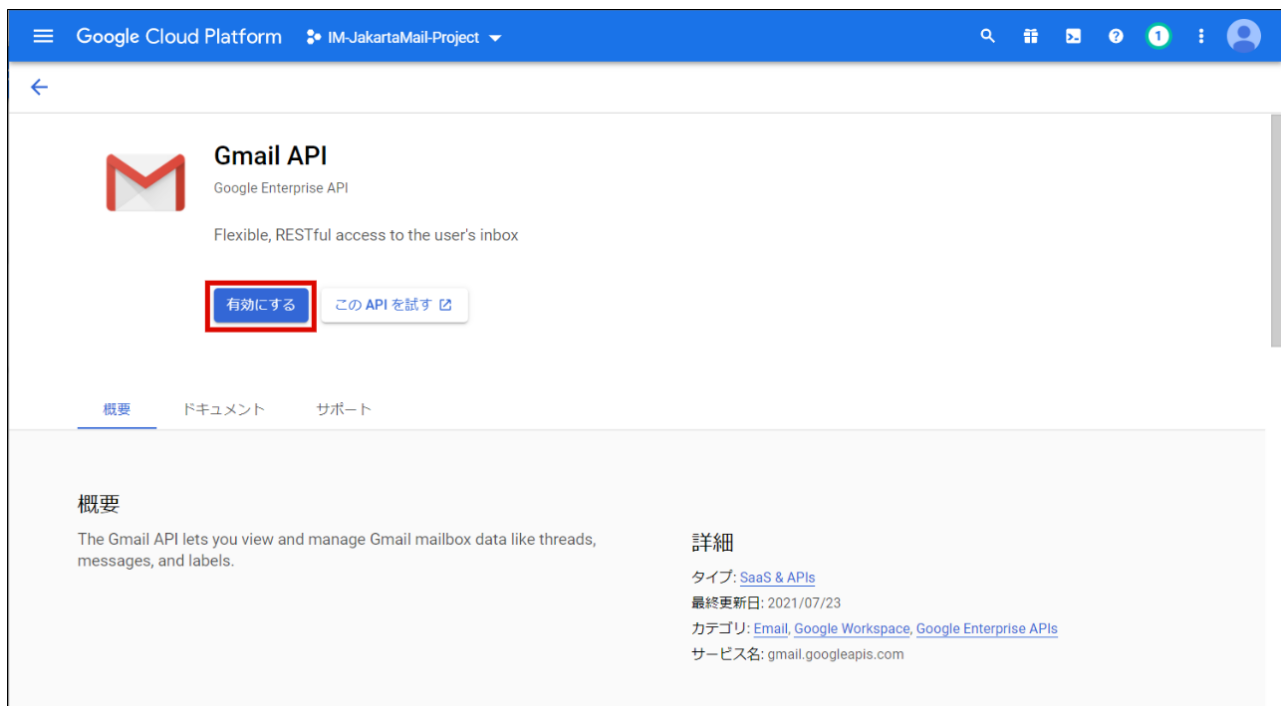 Google Cloud Platform IM-JakartaMail-Project 1
Gmail API
Google Enterprise API
Flexible, RESTful access to the user's inbox
有効にする この API を試す
概要 ドキュメント サポート
概要
The Gmail API lets you view and manage Gmail mailbox data like threads,
messages, and labels.
詳細
タイプ: SaaS & APIs
最終更新日: 2021/07/23
カテゴリ: Email, Google Workspace, Google Enterprise APIs
サービス名: gmail.googleapis.com